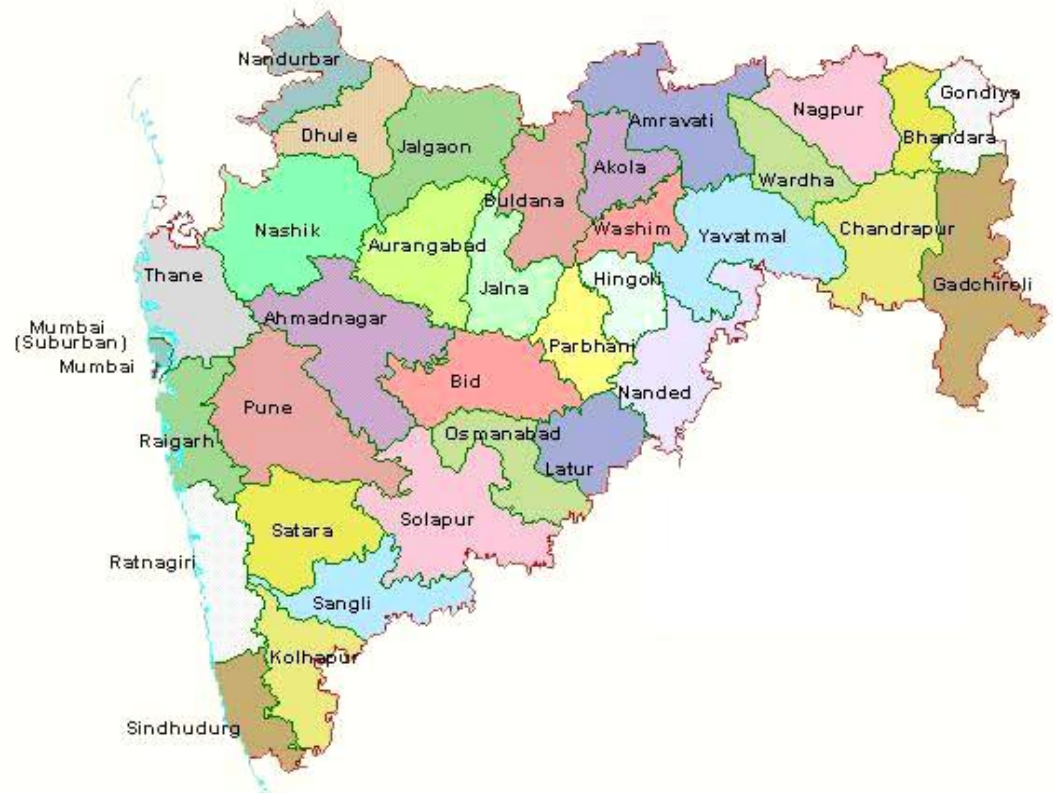 Nandurbar
Dhule
Jalgaon
Amravati
Nagpur
Gondiya
Bhandara
Akola
Wardha
Buldana
Washim
Nashik
Aurangabad
Yavatmal
Chandrapur
Thane
Jalna
Hingoli
Gadchireli
Ahmadnagar
Mumbai
(Suburban)
Mumbai
Parbhani
Bid
Nanded
Pune
Raigarh
Osmanabad
Latur
Satara
Solapur
Ratnagiri
Sangli
Kolhapur
Sindhudurg